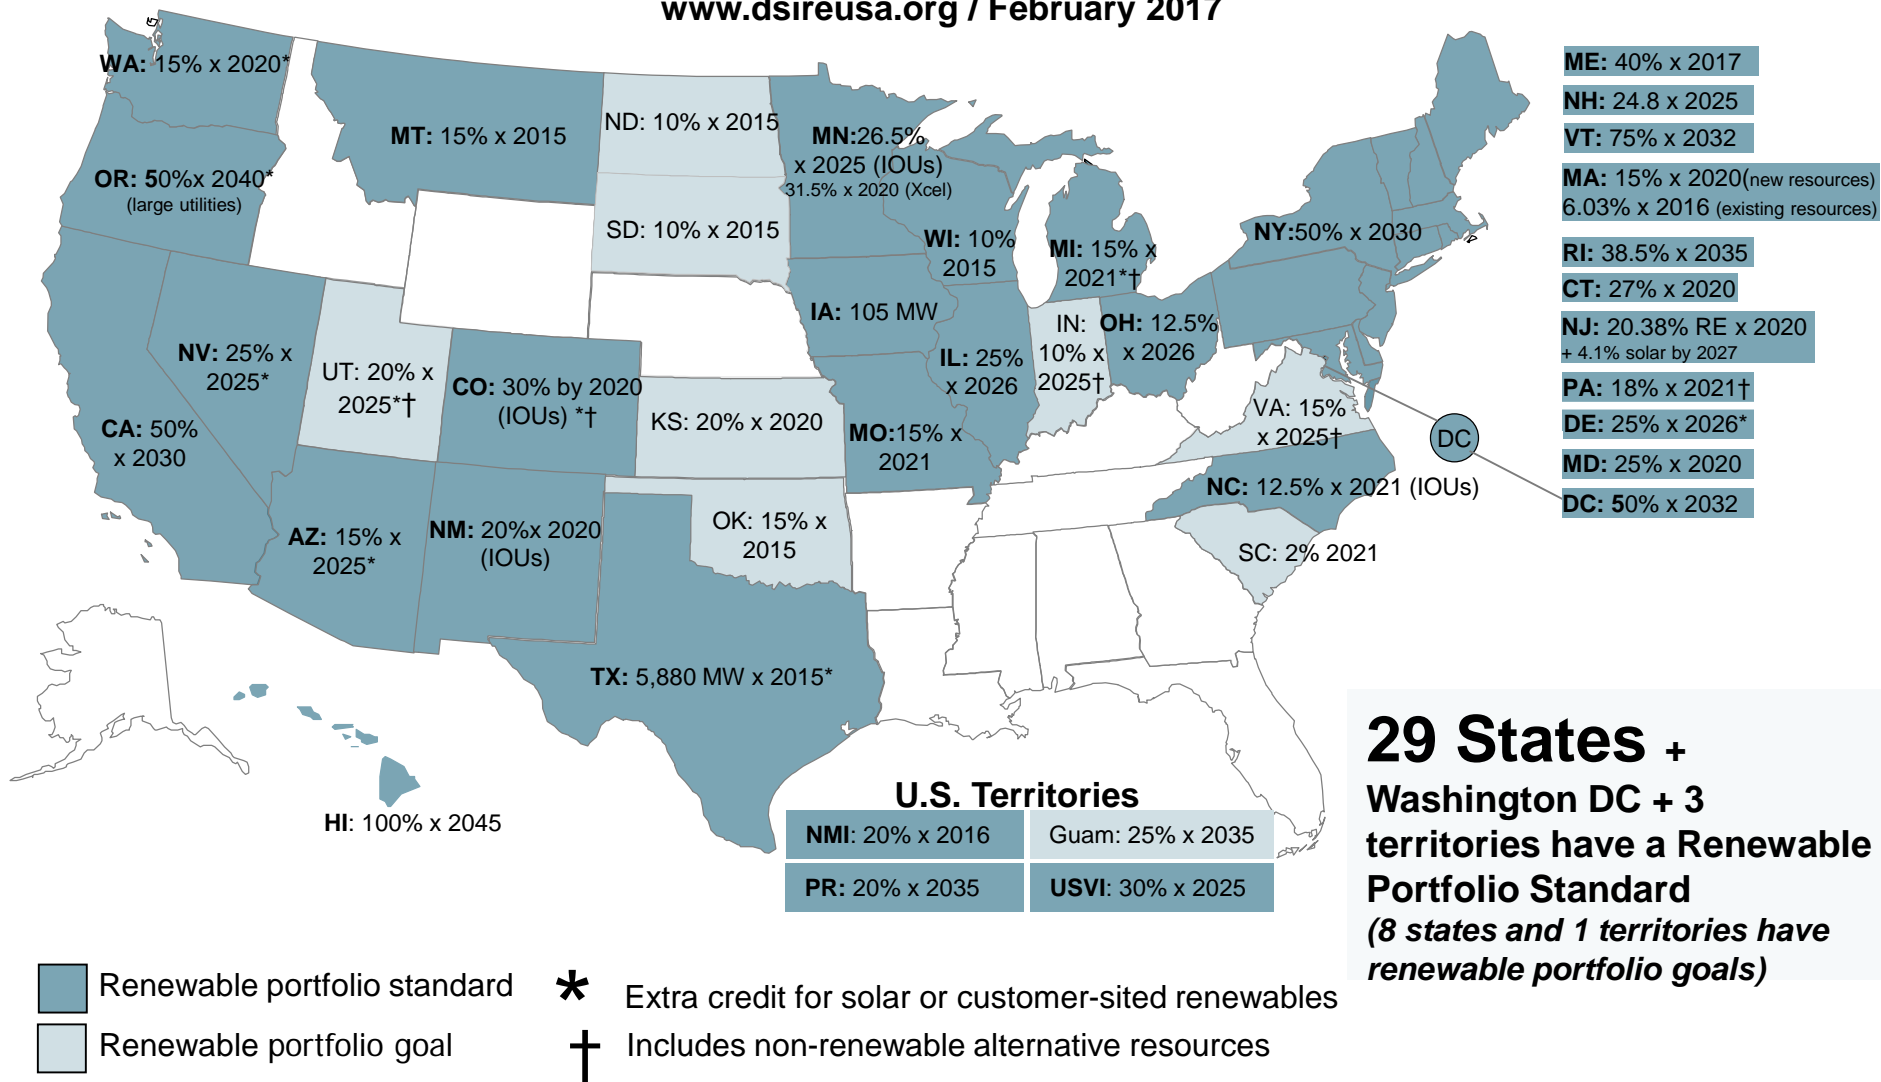 www.dsireusa.org / February 2017
WA: 15% x 2020*
MT: 15% x 2015
ND: 10% x 2015
MN:26.5%
x 2025 (IOUs)
31.5% x 2020 (Xcel)
OR: 50%x 2040*
(large utilities)
SD: 10% x 2015
WI: 10%
2015
MI: 15% x
2021*†
NY:50% x 2030
IA: 105 MW
IN:
10% x
2025†
OH: 12.5%
x 2026
NV: 25% x
2025*
UT: 20% x
2025*†
CO: 30% by 2020
(IOUs) *†
IL: 25%
x 2026
KS: 20% x 2020
MO:15% x
2021
VA: 15%
x 2025†
DC
CA: 50%
x 2030
NC: 12.5% x 2021 (IOUs)
AZ: 15% x
2025*
NM: 20%x 2020
(IOUs)
OK: 15% x
2015
SC: 2% 2021
TX: 5,880 MW x 2015*
HI: 100% x 2045
ME: 40% x 2017
NH: 24.8 x 2025
VT: 75% x 2032
MA: 15% x 2020(new resources)
6.03% x 2016 (existing resources)
RI: 38.5% x 2035
CT: 27% x 2020
NJ: 20.38% RE x 2020
+ 4.1% solar by 2027
PA: 18% x 2021†
DE: 25% x 2026*
MD: 25% x 2020
DC: 50% x 2032
U.S. Territories
NMI: 20% x 2016
Guam: 25% x 2035
PR: 20% x 2035
USVI: 30% x 2025
29 States +
Washington DC + 3
territories have a Renewable
Portfolio Standard
(8 states and 1 territories have
renewable portfolio goals)
Renewable portfolio standard
* Extra credit for solar or customer-sited renewables
Renewable portfolio goal
† Includes non-renewable alternative resources